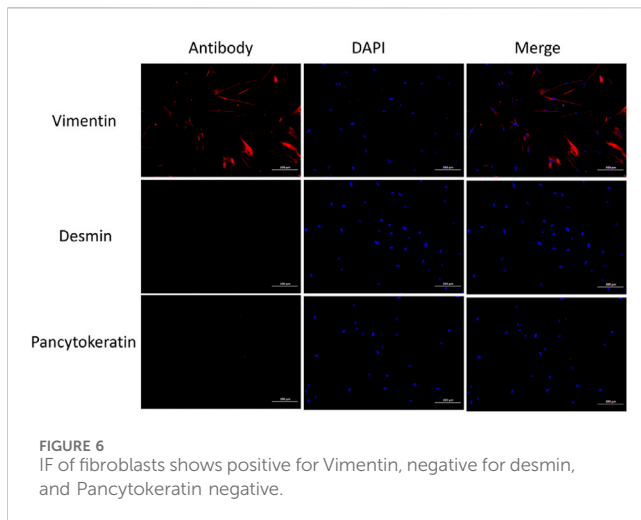 Antibody DAPI Merge
Vimentin
Desmin
Pancytokeratin
FIGURE 6
IF of fibroblasts shows positive for Vimentin, negative for desmin,
and Pancytokeratin negative.